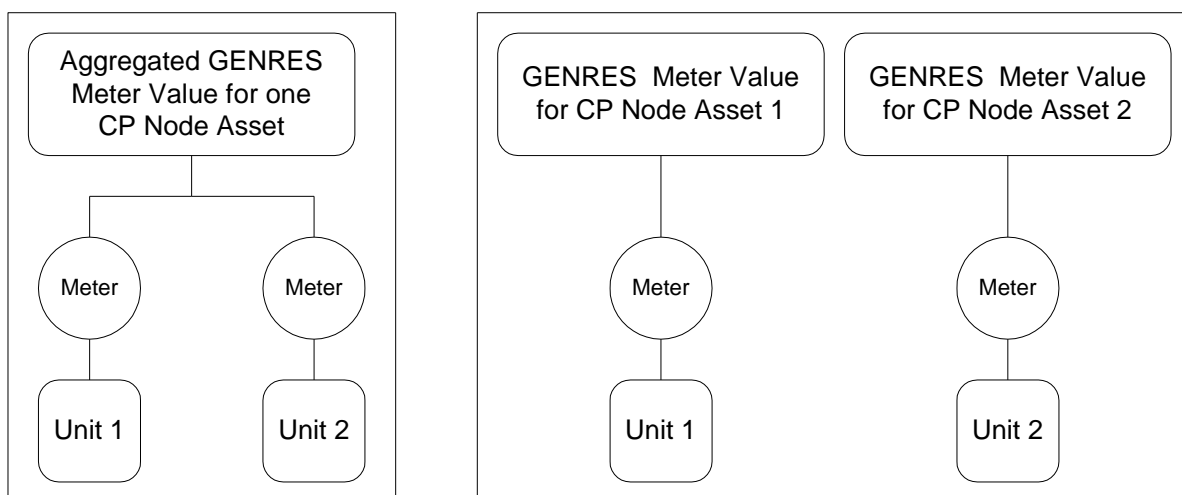 Aggregated GENRES
Meter Value for one
CP Node Asset
Meter
Meter
Unit 1
Unit 2
GENRES Meter Value
for CP Node Asset 1
GENRES Meter Value
for CP Node Asset 2
Meter
Meter
Unit 1
Unit 2